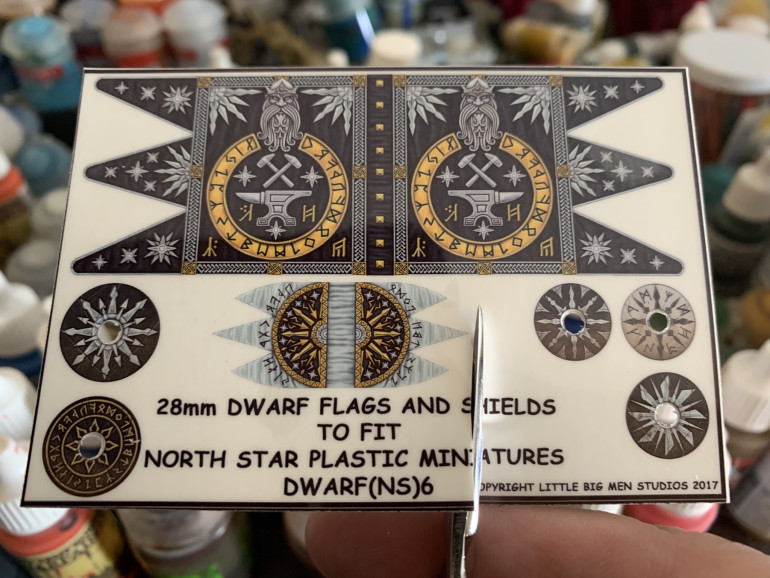 28mm DWARF FLAGS AND SHIELDS
TO FIT
NORTH STAR PLASTIC MINIATURES
DWARF(NS)6
COPYRIGHT LITTLE BIG MEN STUDIOS 2017